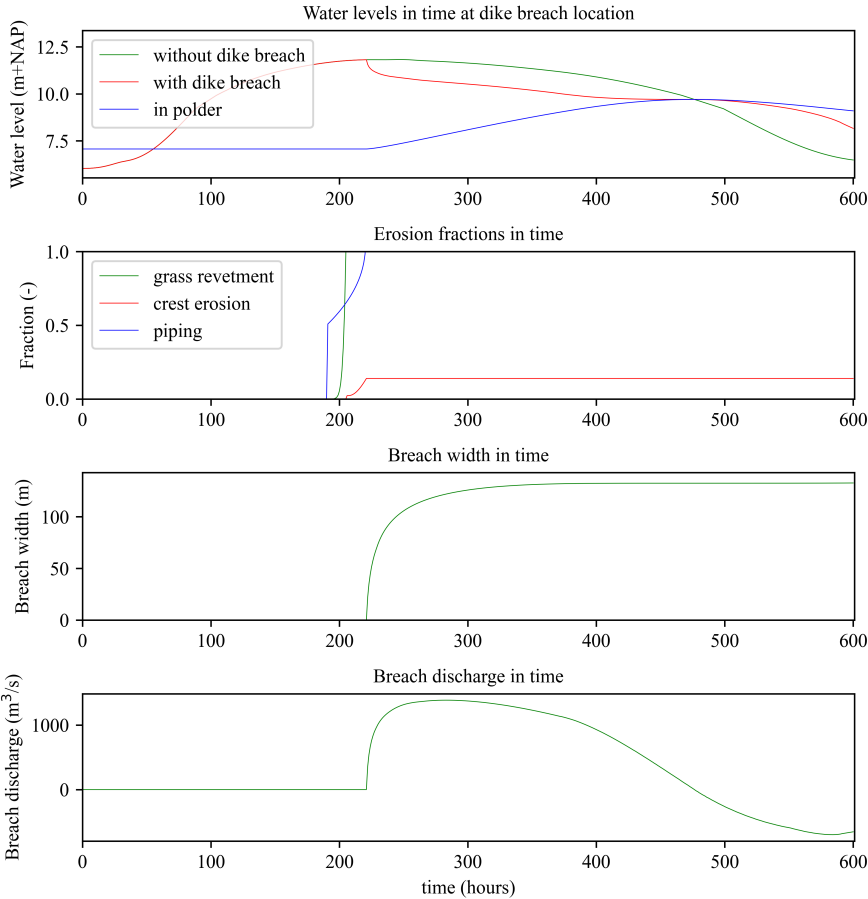 Water levels in time at dike breach location
Water level (m+NAP)
12.5
10.0
7.5
without dike breach
with dike breach
in polder
0 100 200 300 400 500 600
Erosion fractions in time
Fraction (-)
1.0
0.5
0.0
grass revetment
crest erosion
piping
0 100 200 300 400 500 600
Breach width in time
Breach width (m)
100
50
0
0 100 200 300 400 500 600
Breach discharge in time
Breach discharge (m³/s)
1000
0
0 100 200 300 400 500 600
time (hours)